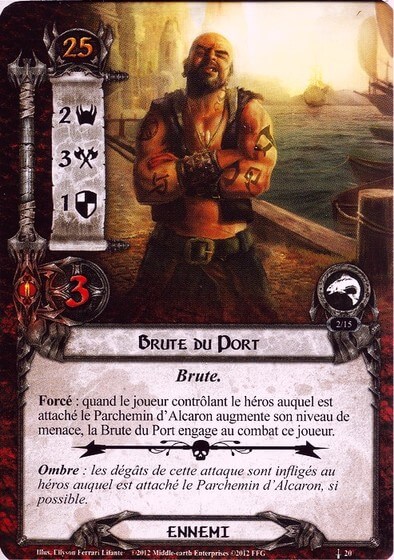 25
2
3
1
3
2/15
Brute du Port
Brute.
Forcé : quand le joueur contrôlant le héros auquel est
attaché le Parchemin d'Alcaron augmente son niveau de
menace, la Brute du Port engage au combat ce joueur.
Ombre : les dégâts de cette attaque sont infligés au
héros auquel est attaché le Parchemin d'Alcaron, si
possible.
ENNEMI
Illus. Ellyson Ferrari Lifante ©2012 Middle-earth Enterprises ©2012 FFG 20